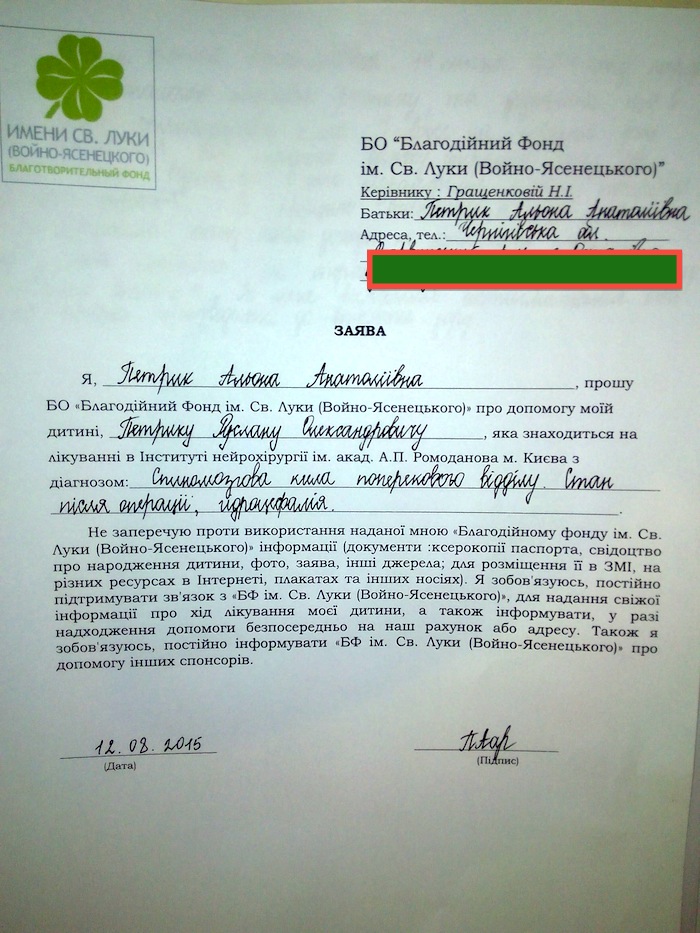 ИМЕНИ СВ. ЛУКИ
(ВОЙНО-ЯСЕНЕЦКОГО)
БЛАГОТВОРИТЕЛЬНЫЙ ФОНД
БО "Благодійний Фонд
ім. Св. Луки (Войно-Ясенецького)"
Керівнику : Гращенковій Н.І.
Батьки: Петрик Альона Анатоліївна
Адреса, тел.: Чернігівська обл.
ЗАЯВА
Я, Петрик Альона Анатоліївна, прошу
БО «Благодійний Фонд ім. Св. Луки (Войно-Ясенецького)» про допомогу моїй
дитині, Петрику Руслану Олександровичу, яка знаходиться на
лікуванні в Інституті нейрохірургії ім. акад. А.П. Ромоданова м. Києва з
діагнозом: Спиномозгова кила поперекового відділу. Стан
після операції, гідрацефалія.
Не заперечую проти використання наданої мною «Благодійному фонду ім. Св.
Луки (Войно-Ясенецького)» інформації (документи :ксерокопії паспорта, свідоцтво
про народження дитини, фото, заява, інші джерела; для розміщення її в ЗМІ, на
різних ресурсах в Інтернеті, плакатах та інших носіях). Я зобов'язуюсь, постійно
підтримувати зв'язок з «БФ ім. Св. Луки (Войно-Ясенецького)», для надання свіжої
інформації про хід лікування моєї дитини, а також інформувати, у разі
надходження допомоги безпосередньо на наш рахунок або адресу. Також я
зобов'язуюсь, постійно інформувати «БФ ім. Св. Луки (Войно-Ясенецького)» про
допомогу інших спонсорів.
12.08.2015
(Дата)
(Підпис)